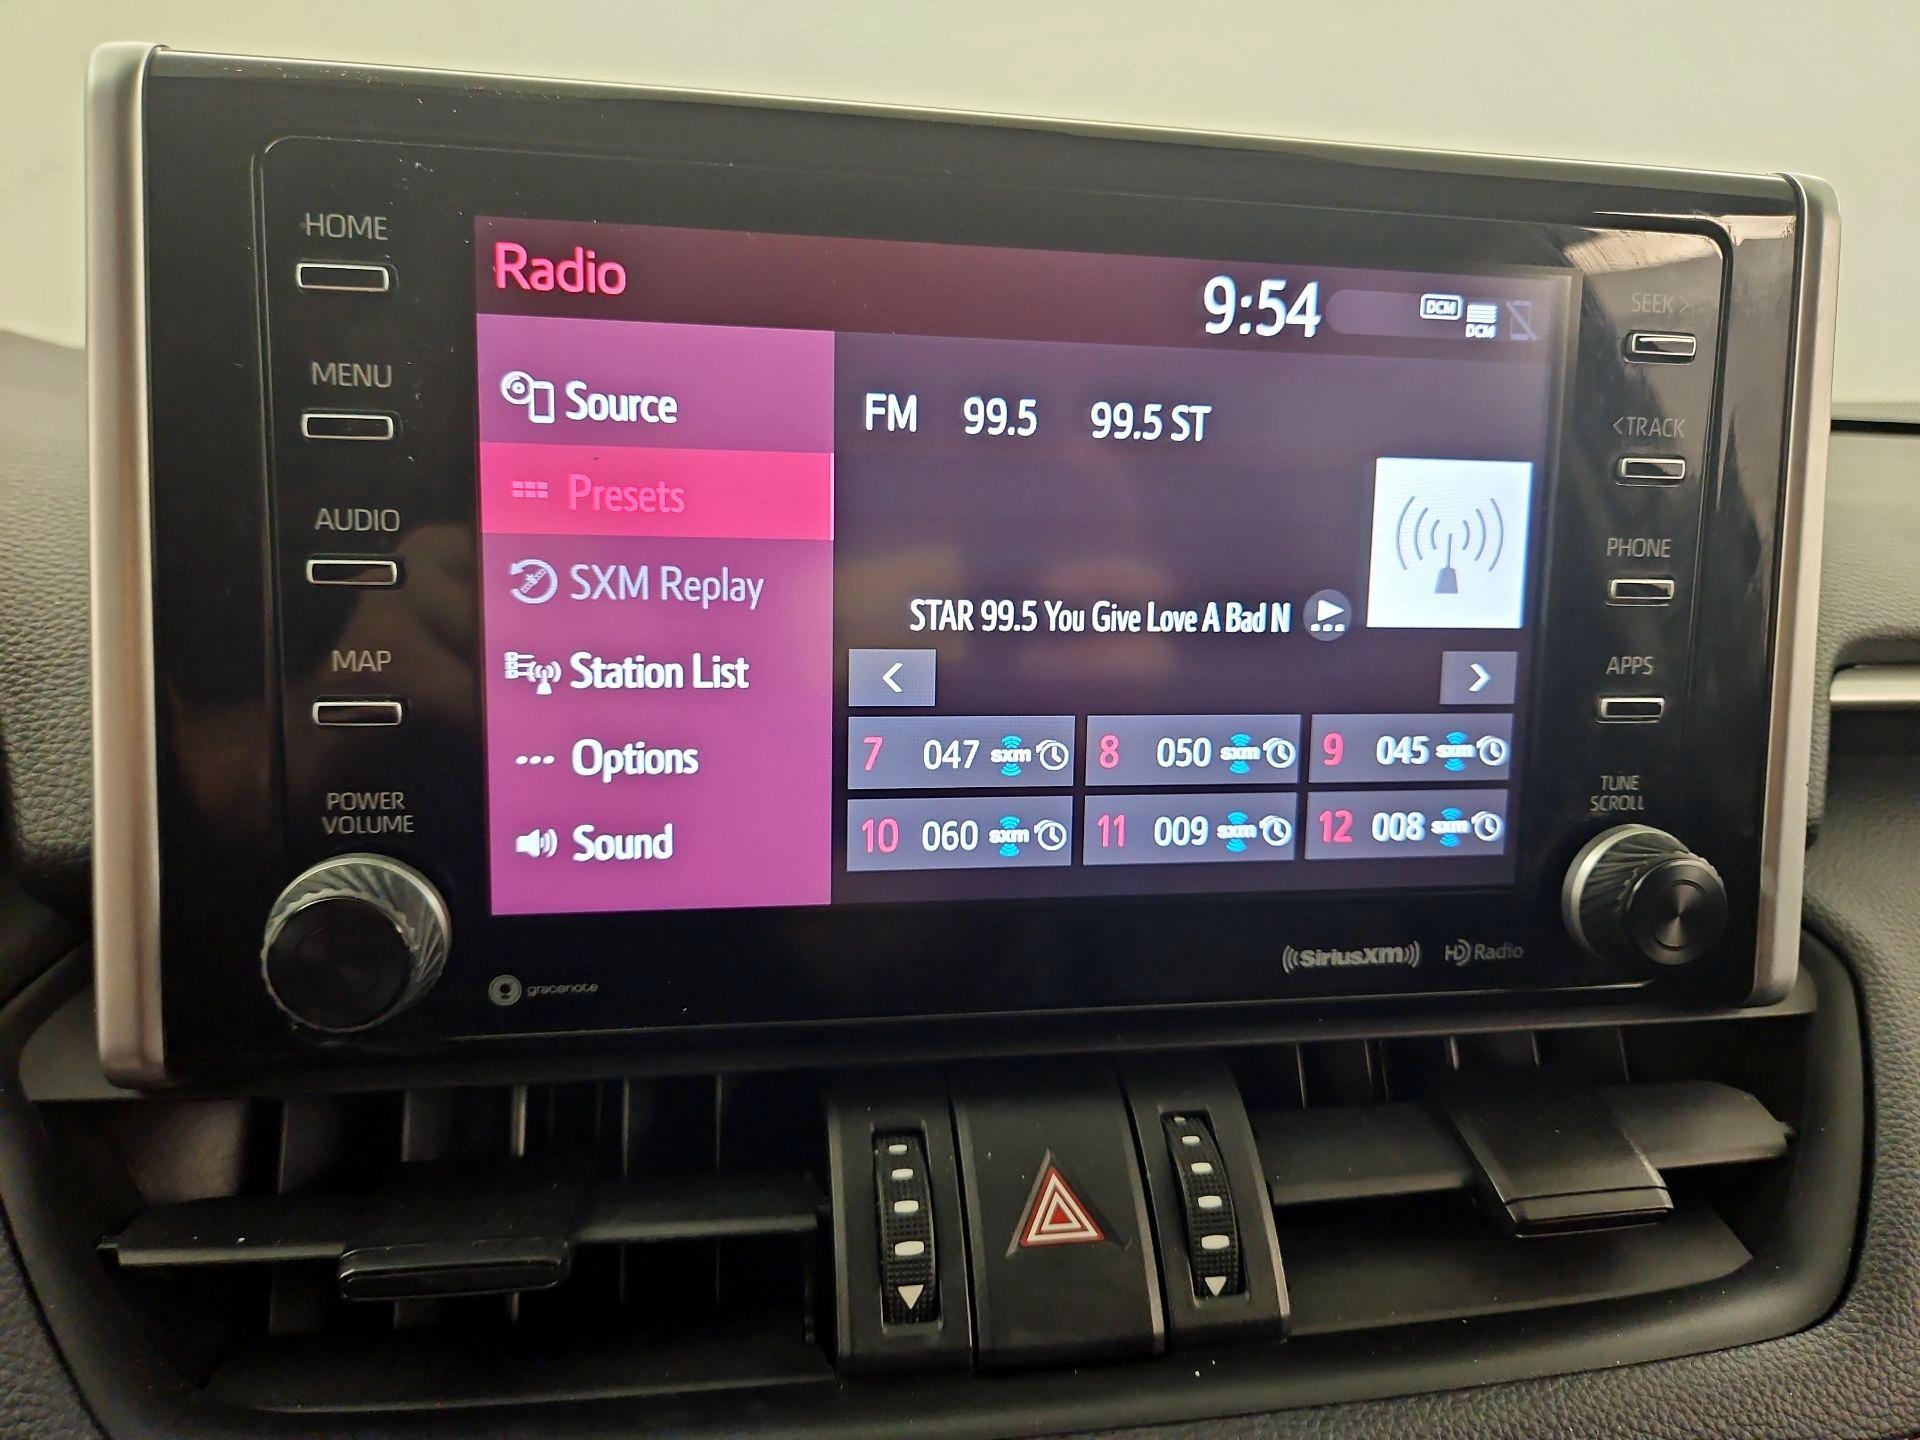 HOME
MENU
AUDIO
MAP
POWER
VOLUME
Radio
9:54
DCM
DCM
Source
Presets
SXM Replay
Station List
Options
Sound
FM 99.5 99.5 ST
STAR 99.5 You Give Love A Bad N
<
>
7 047 sxm
8 050 sxm
9 045 sxm
10 060 sxm
11 009 sxm
12 008 sxm
SEEK >
< TRACK
PHONE
APPS
TUNE
SCROLL
gracenote
((SiriusXM))
HD Radio